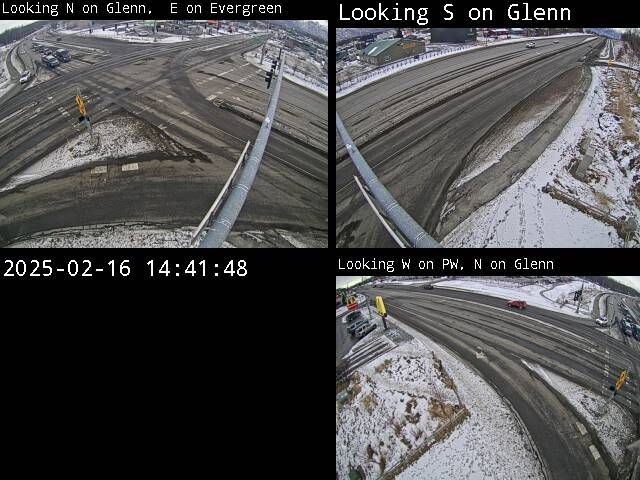 Looking N on Glenn, E on Evergreen
Looking S on Glenn
2025-02-16 14:41:48
Looking W on PW, N on Glenn